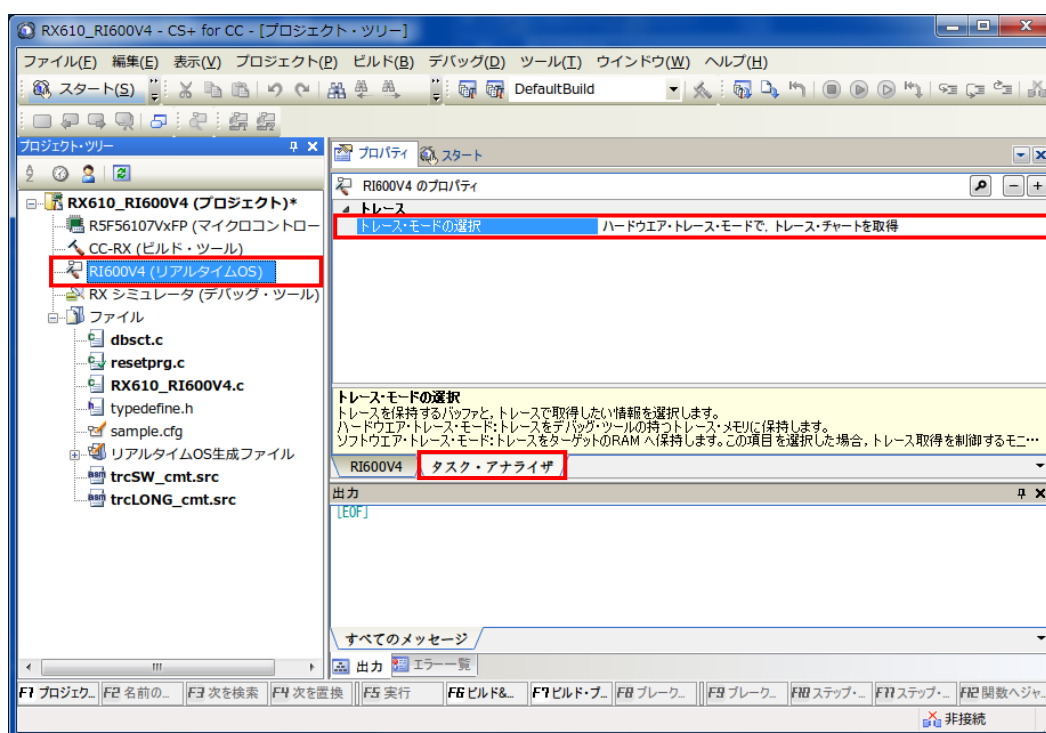 RX610_RI600V4 - CS+ for CC - [プロジェクト・ツリー]
ファイル(F) 編集(E) 表示(V) プロジェクト(P) ビルド(B) デバッグ(D) ツール(T) ウインドウ(W) ヘルプ(H)
スタート(S) DefaultBuild
プロジェクト・ツリー
RX610_RI600V4 (プロジェクト)*
R5F56107VxFP (マイクロコントロー
CC-RX (ビルド・ツール)
RI600V4 (リアルタイムOS)
RX シミュレータ (デバッグ・ツール)
ファイル
dbsct.c
resetprg.c
RX610_RI600V4.c
typedefine.h
sample.cfg
リアルタイムOS生成ファイル
trcSW_cmt.src
trcLONG_cmt.src
プロパティ スタート
RI600V4 のプロパティ
トレース
トレース・モードの選択 ハードウエア・トレース・モードで, トレース・チャートを取得
トレース・モードの選択
トレースを保持するバッファと, トレースで取得したい情報を選択します。
ハードウエア・トレース・モード:トレースをデバッグ・ツールの持つトレース・メモリに保持します。
ソフトウエア・トレース・モード:トレースをターゲットのRAM へ保持します。この項目を選択した場合, トレース取得を制御するモニ…
RI600V4 タスク・アナライザ
出力
[EOF]
すべてのメッセージ
出力 エラー一覧
F1 プロジェク... F2 名前の... F3 次を検索 F4 次を置換 F5 実行 F6 ビルド&... F7 ビルド・プ... F8 ブレーク... F9 ブレーク... F10 ステップ・... F11 ステップ・... F12 関数へジャ...
非接続